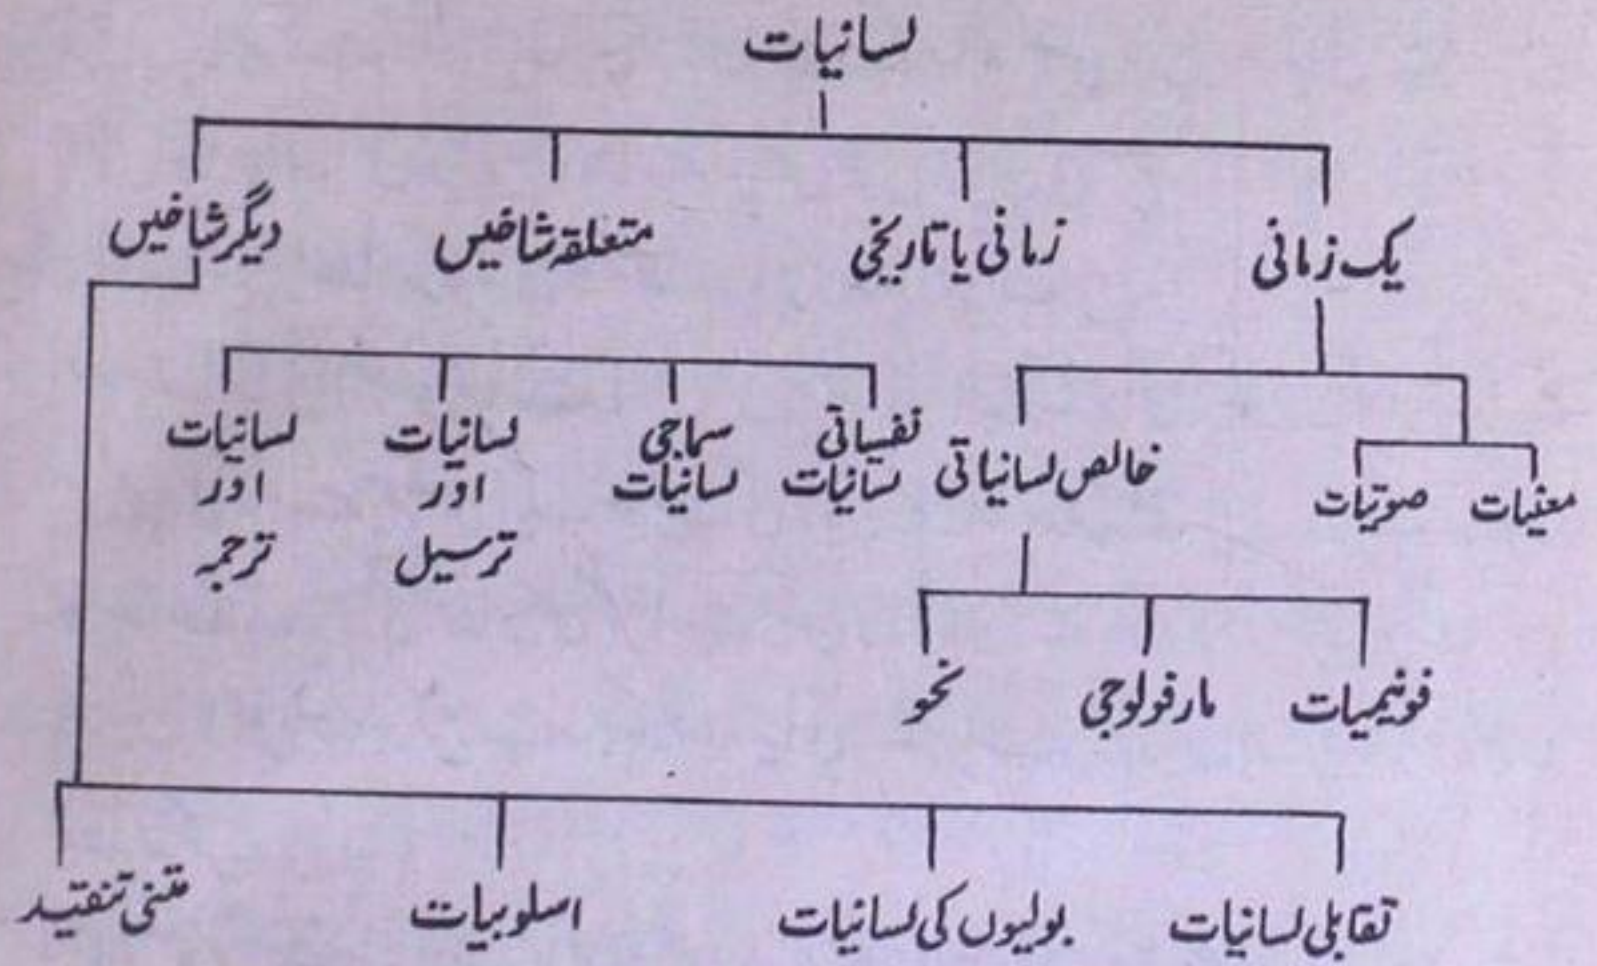 لسانیات
یک زمانی
زمانی یا تاریخی
متعلقہ شاخیں
دیگر شاخیں
معنیات
صوتیات
خالص لسانیاتی
نفسیاتی
لسانیات
سماجی
لسانیات
لسانیات
اور
ترسیل
لسانیات
اور
ترجمہ
فونیمیات
مارفولوجی
نحو
تقابلی لسانیات
بولیوں کی لسانیات
اسلوبیات
متنی تنقید